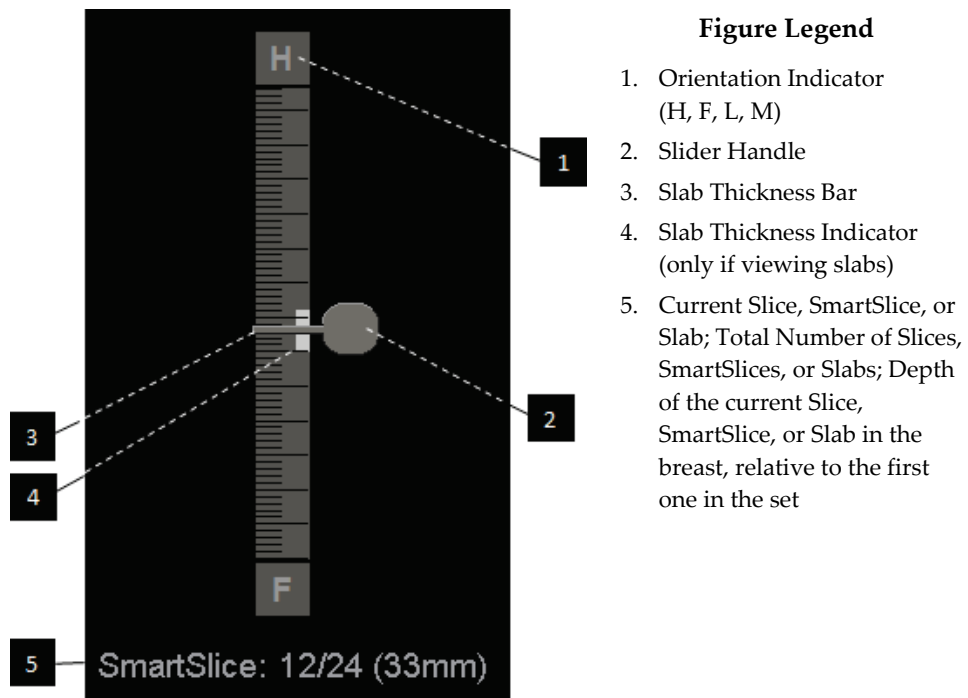 H
1
2
3
4
F
5
SmartSlice: 12/24 (33mm)
Figure Legend
1. Orientation Indicator
(H, F, L, M)
2. Slider Handle
3. Slab Thickness Bar
4. Slab Thickness Indicator
(only if viewing slabs)
5. Current Slice, SmartSlice, or
Slab; Total Number of Slices,
SmartSlices, or Slabs; Depth
of the current Slice,
SmartSlice, or Slab in the
breast, relative to the first
one in the set